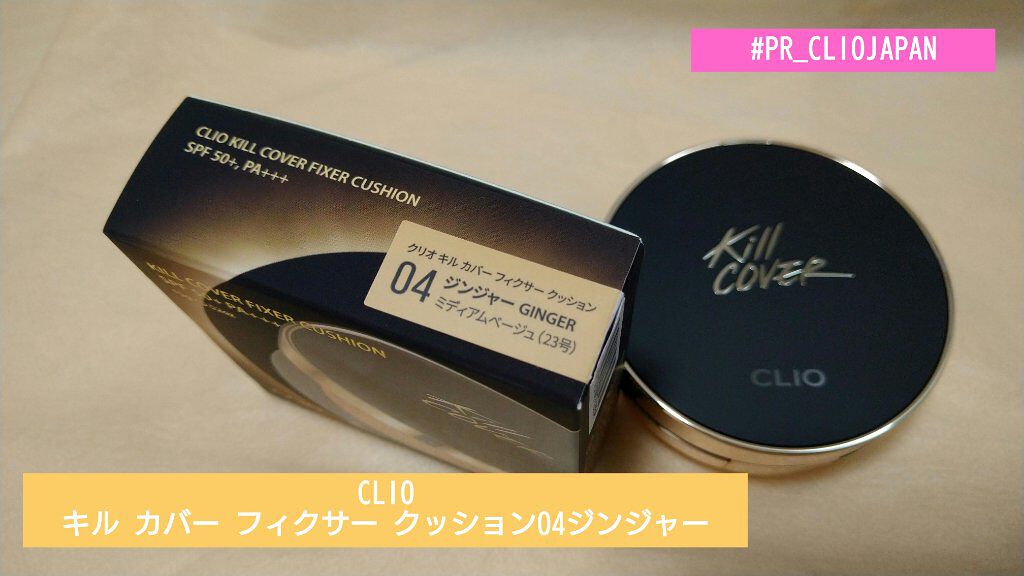 #PR_CLIOJAPAN
CLIO KILL COVER FIXER CUSHION
SPF 50+, PA+++
クリオ キル カバー フィクサー クッション
04
ジンジャー GINGER
ミディアムベージュ (23号)
KILL COVER FIXER CUSHION
Kill
COVER
CLIO
CLIO
キル カバー フィクサー クッション04ジンジャー